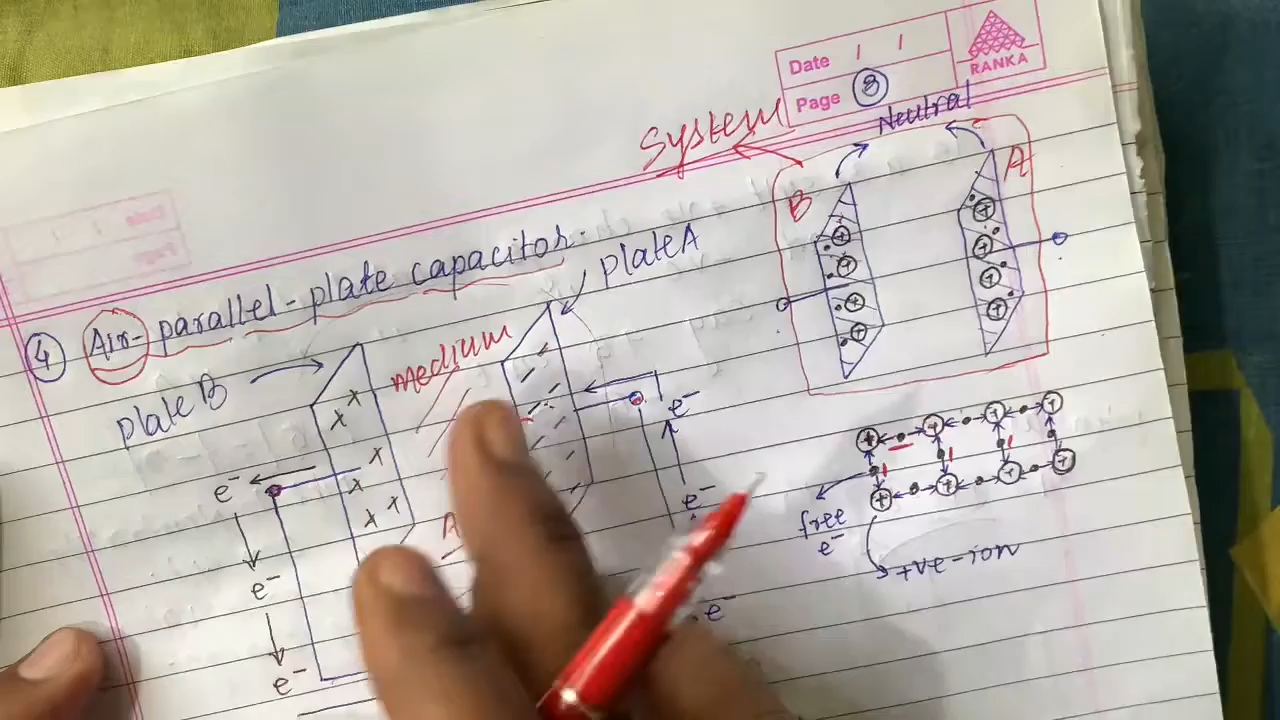 Date / /
RANKA
Page 8
System
Neutral
B
A
4 Air-parallel-plate capacitor.
plate A
plate B
medium
e⁻
e⁻
e⁻
e⁻
e⁻
e⁻
free
e⁻
+ve-ion